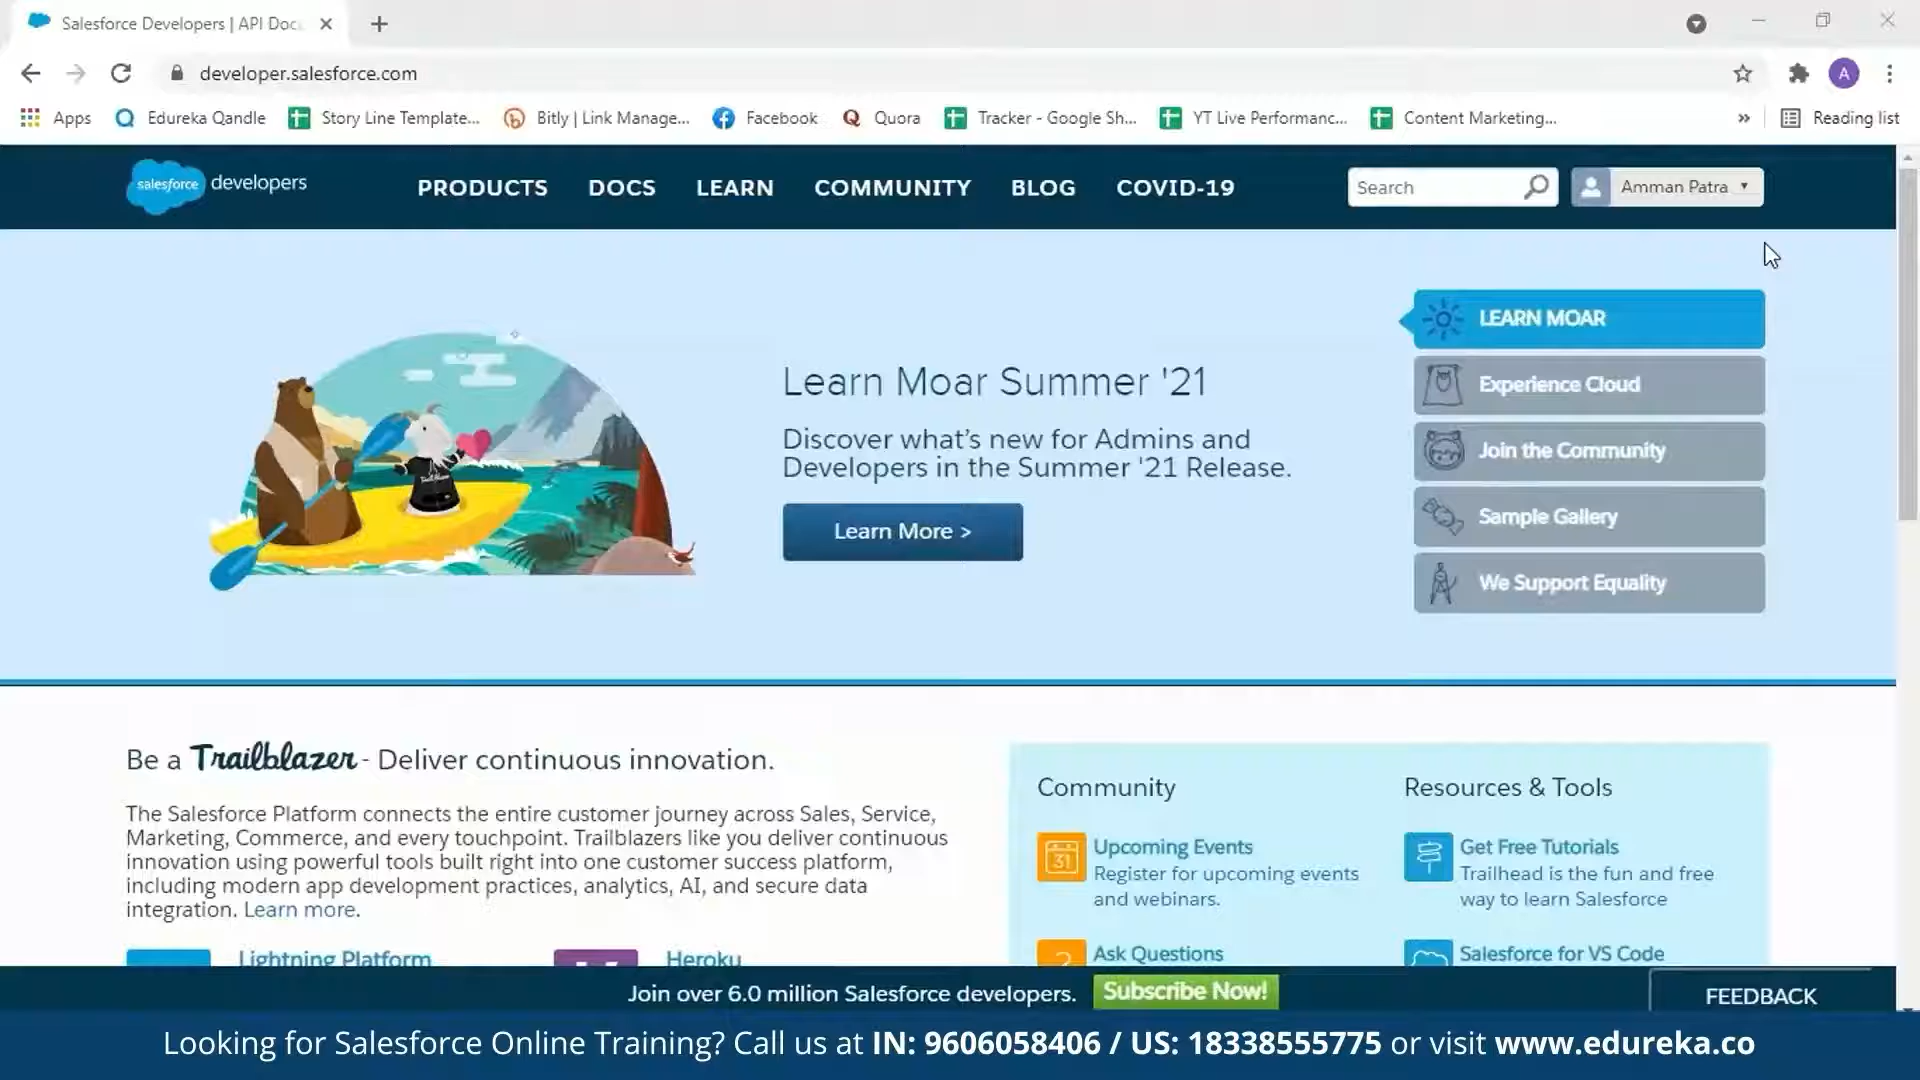 Salesforce Developers | API Doc
developer.salesforce.com
A
Apps
Edureka Qandle
Story Line Template...
Bitly | Link Manage...
Facebook
Quora
Tracker - Google Sh...
YT Live Performanc...
Content Marketing...
»
Reading list
salesforce developers
PRODUCTS
DOCS
LEARN
COMMUNITY
BLOG
COVID-19
Search
Amman Patra
LEARN MOAR
Experience Cloud
Join the Community
Sample Gallery
We Support Equality
Learn Moar Summer '21
Discover what's new for Admins and
Developers in the Summer '21 Release.
Learn More >
Be a Trailblazer - Deliver continuous innovation.
The Salesforce Platform connects the entire customer journey across Sales, Service,
Marketing, Commerce, and every touchpoint. Trailblazers like you deliver continuous
innovation using powerful tools built right into one customer success platform,
including modern app development practices, analytics, AI, and secure data
integration. Learn more.
Lightning Platform
Heroku
Community
31
Upcoming Events
Register for upcoming events
and webinars.
?
Ask Questions
Resources & Tools
Get Free Tutorials
Trailhead is the fun and free
way to learn Salesforce
Salesforce for VS Code
Join over 6.0 million Salesforce developers.
Subscribe Now!
FEEDBACK
Looking for Salesforce Online Training? Call us at IN: 9606058406 / US: 18338555775 or visit www.edureka.co